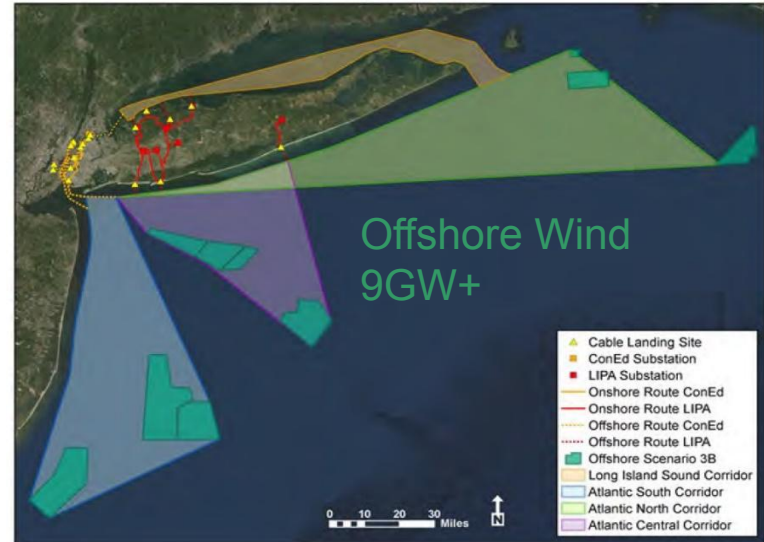 Offshore Wind
9GW+
Cable Landing Site
ConEd Substation
LIPA Substation
Onshore Route ConEd
Onshore Route LIPA
Offshore Route ConEd
Offshore Route LIPA
Offshore Scenario 3B
Long Island Sound Corridor
Atlantic South Corridor
Atlantic North Corridor
Atlantic Central Corridor
0 10 20 30
Miles
N